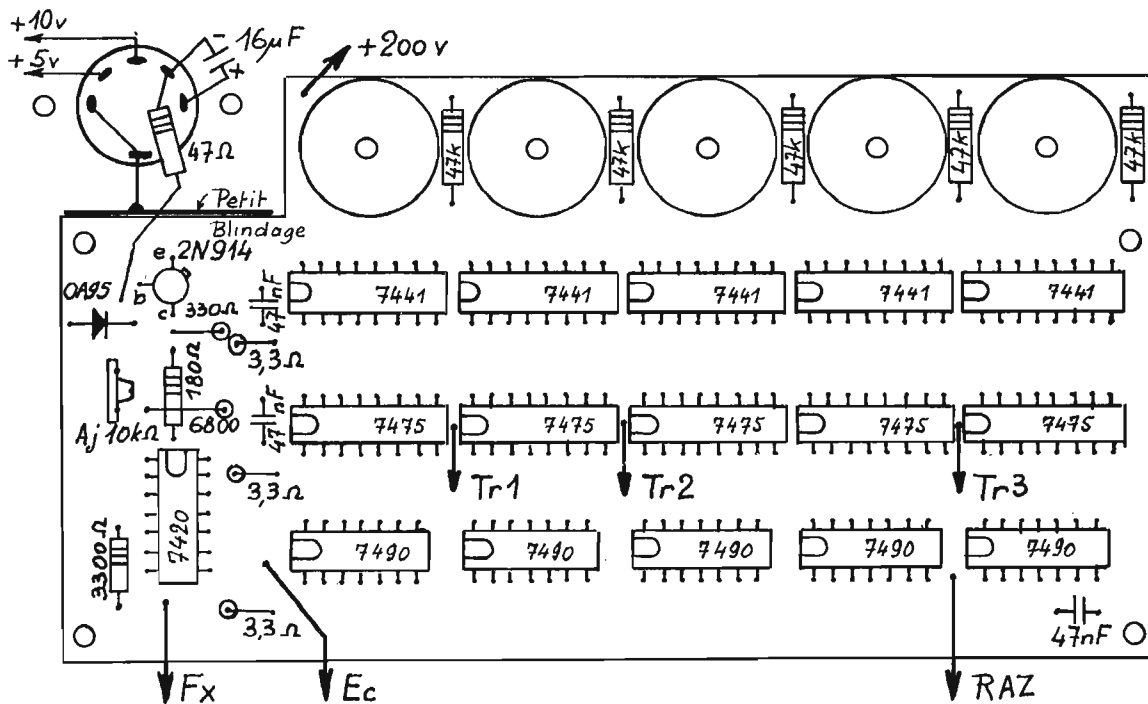 +10v
+5v
-
16µF
+
+200v
47Ω
47k
47k
47k
47k
47k
Petit
Blindage
e
2N914
b
c
OA95
330Ω
47nF
3,3Ω
7441
7441
7441
7441
7441
180Ω
Aj 10kΩ
6800
47nF
7475
7475
7475
7475
7475
Tr1
Tr2
Tr3
3,3Ω
7420
3300Ω
7490
7490
7490
7490
7490
3,3Ω
47nF
Fx
Ec
RAZ